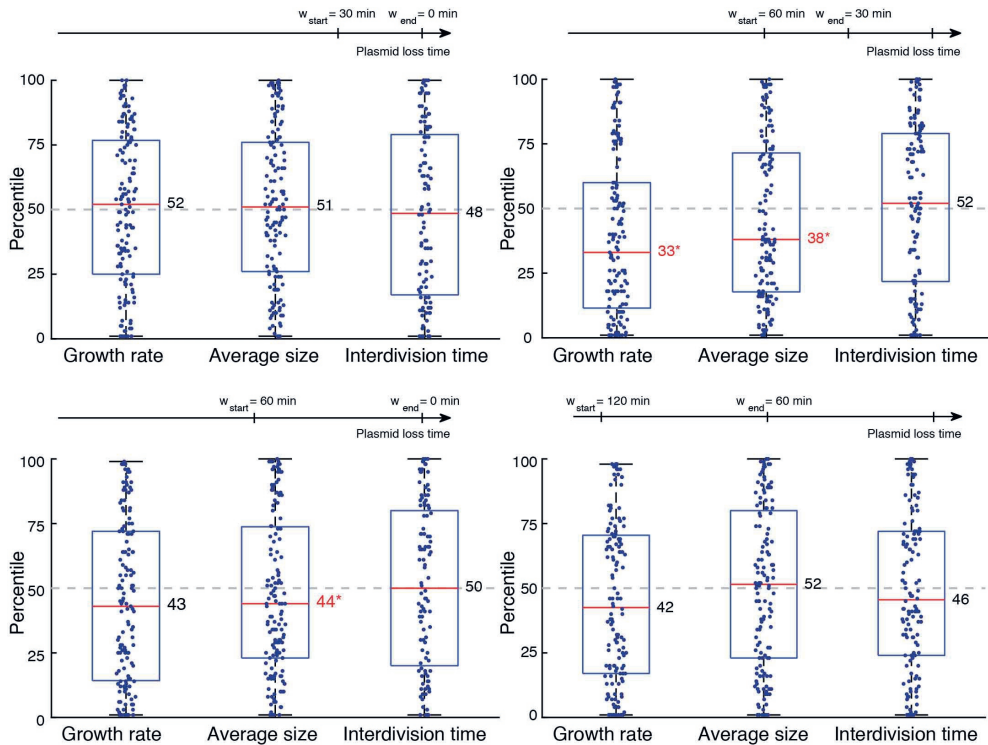 w_start = 30 min w_end = 0 min
Plasmid loss time
100
75
50
25
0
Percentile
52
51
48
Growth rate Average size Interdivision time
w_start = 60 min w_end = 30 min
Plasmid loss time
100
75
50
25
0
Percentile
33*
38*
52
Growth rate Average size Interdivision time
w_start = 60 min w_end = 0 min
Plasmid loss time
100
75
50
25
0
Percentile
43
44*
50
Growth rate Average size Interdivision time
w_start = 120 min w_end = 60 min
Plasmid loss time
100
75
50
25
0
Percentile
42
52
46
Growth rate Average size Interdivision time